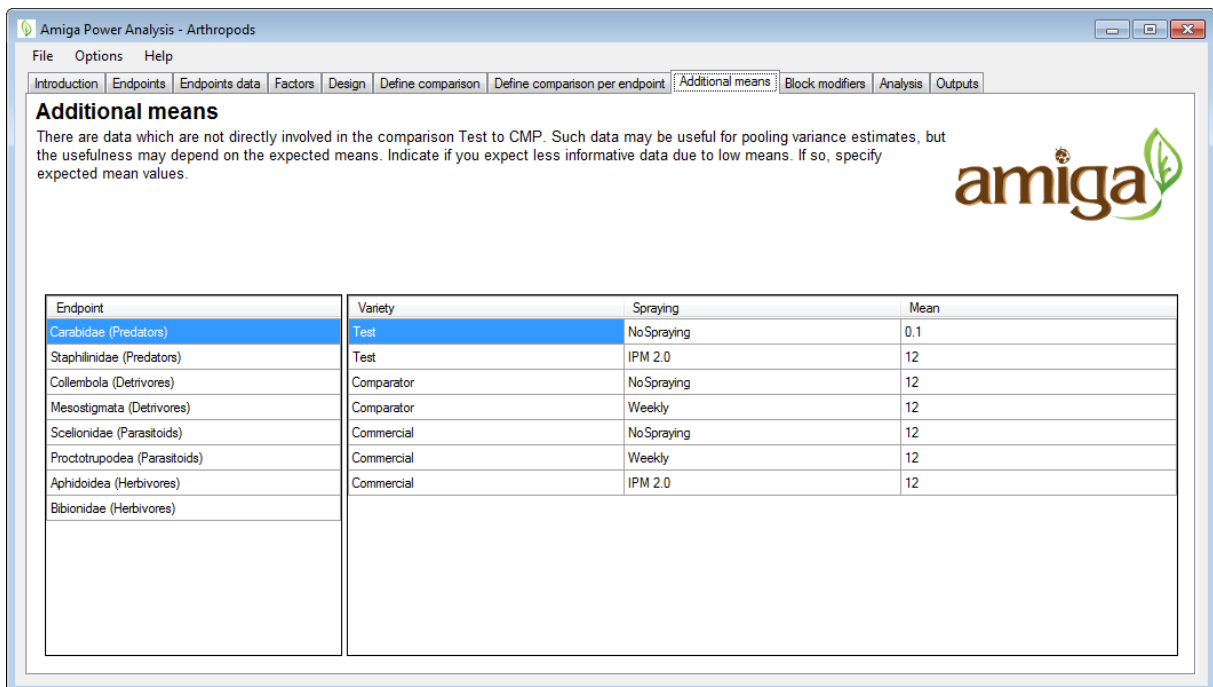 Amiga Power Analysis - Arthropods
File Options Help
Introduction Endpoints Endpoints data Factors Design Define comparison Define comparison per endpoint Additional means Block modifiers Analysis Outputs
Additional means
There are data which are not directly involved in the comparison Test to CMP. Such data may be useful for pooling variance estimates, but
the usefulness may depend on the expected means. Indicate if you expect less informative data due to low means. If so, specify
expected mean values.
amiga
Endpoint Variety Spraying Mean
Carabidae (Predators) Test NoSpraying 0.1
Staphilinidae (Predators) Test IPM 2.0 12
Collembola (Detrivores) Comparator NoSpraying 12
Mesostigmata (Detrivores) Comparator Weekly 12
Scelionidae (Parasitoids) Commercial NoSpraying 12
Proctotrupodea (Parasitoids) Commercial Weekly 12
Aphidoidea (Herbivores) Commercial IPM 2.0 12
Bibionidae (Herbivores)